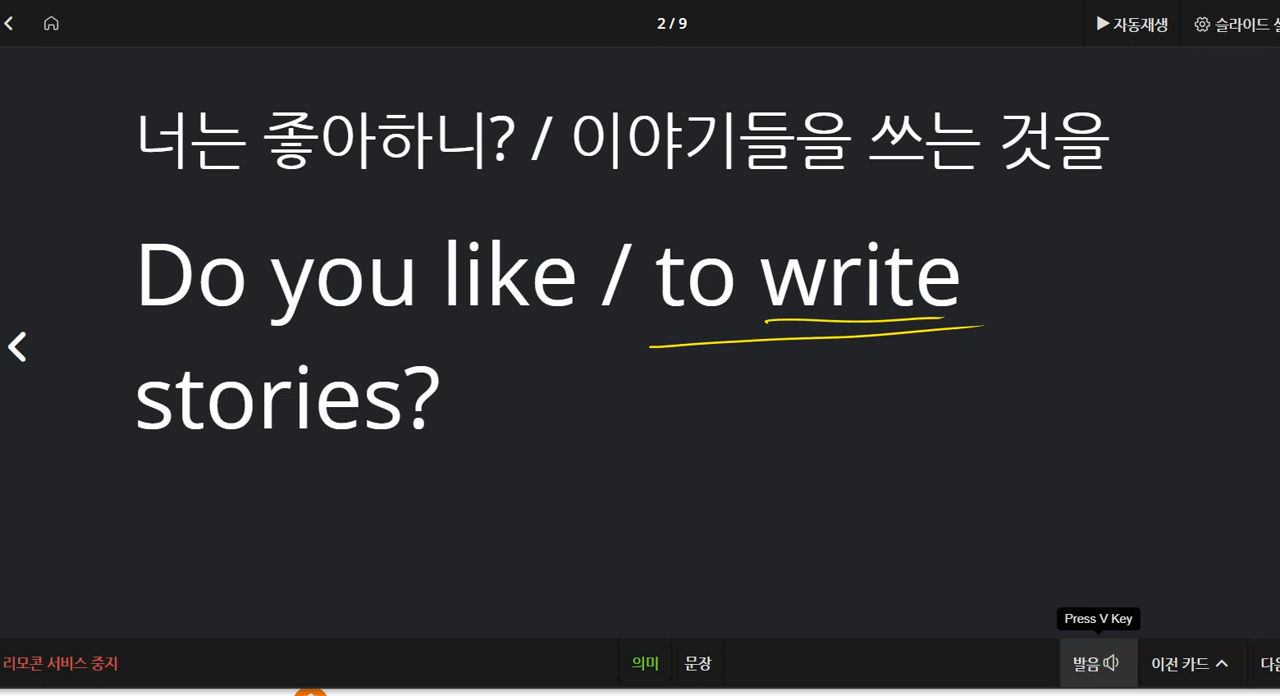 2 / 9
자동재생
슬라이드
너는 좋아하니? / 이야기들을 쓰는 것을
Do you like / to write
stories?
Press V Key
리모콘 서비스 중지
의미
문장
발음
이전 카드